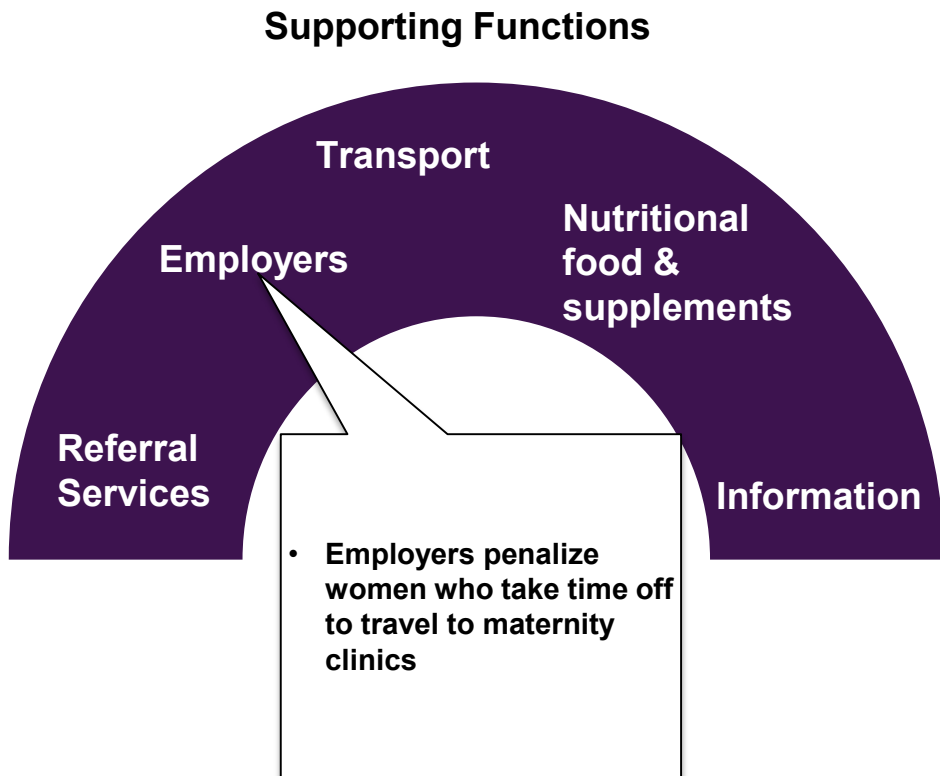 Supporting Functions
Transport
Nutritional
food &
supplements
Employers
Referral
Services
Information
• Employers penalize
women who take time off
to travel to maternity
clinics